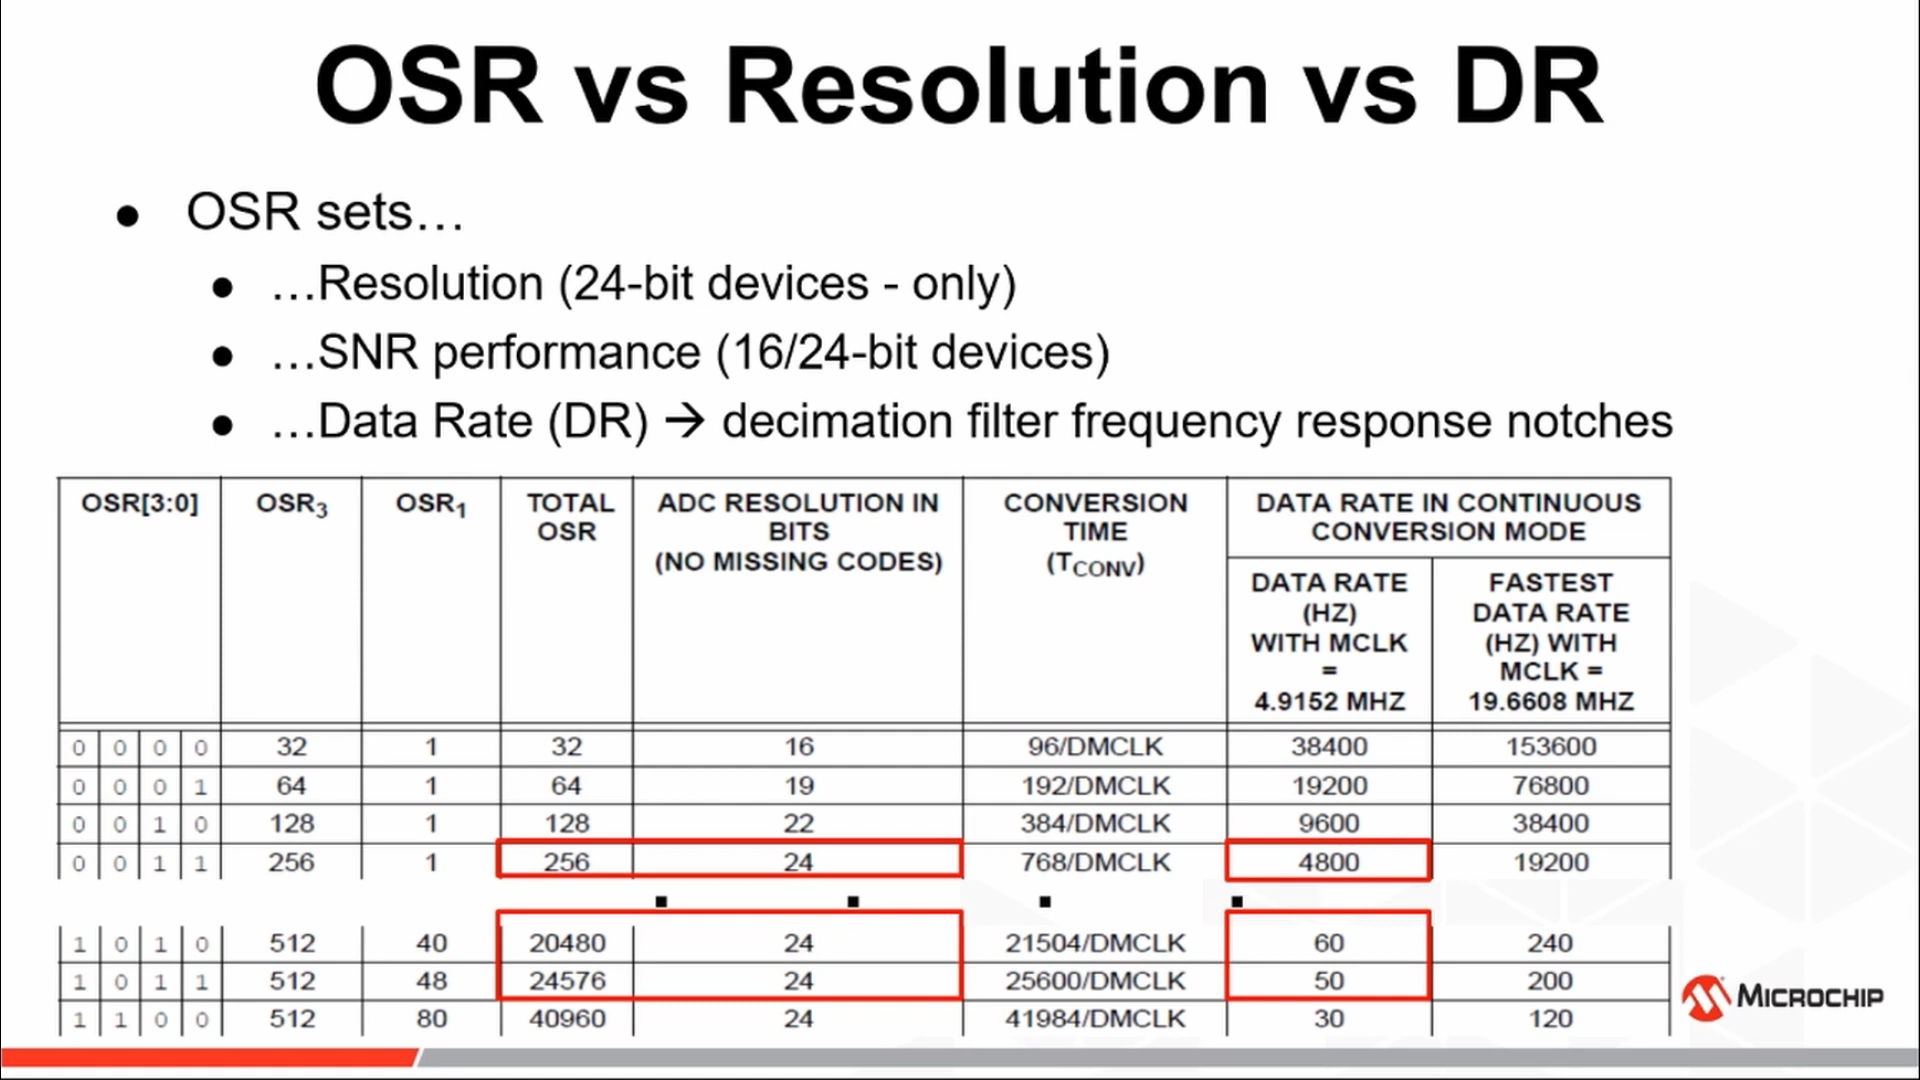 OSR vs Resolution vs DR
● OSR sets…
● …Resolution (24-bit devices - only)
● …SNR performance (16/24-bit devices)
● …Data Rate (DR) → decimation filter frequency response notches
OSR[3:0] OSR3 OSR1 TOTAL OSR ADC RESOLUTION IN BITS (NO MISSING CODES) CONVERSION TIME (TCONV) DATA RATE IN CONTINUOUS CONVERSION MODE
DATA RATE (HZ) WITH MCLK = 4.9152 MHZ FASTEST DATA RATE (HZ) WITH MCLK = 19.6608 MHZ
0 0 0 0 32 1 32 16 96/DMCLK 38400 153600
0 0 0 1 64 1 64 19 192/DMCLK 19200 76800
0 0 1 0 128 1 128 22 384/DMCLK 9600 38400
0 0 1 1 256 1 256 24 768/DMCLK 4800 19200
1 0 1 0 512 40 20480 24 21504/DMCLK 60 240
1 0 1 1 512 48 24576 24 25600/DMCLK 50 200
1 1 0 0 512 80 40960 24 41984/DMCLK 30 120
MICROCHIP